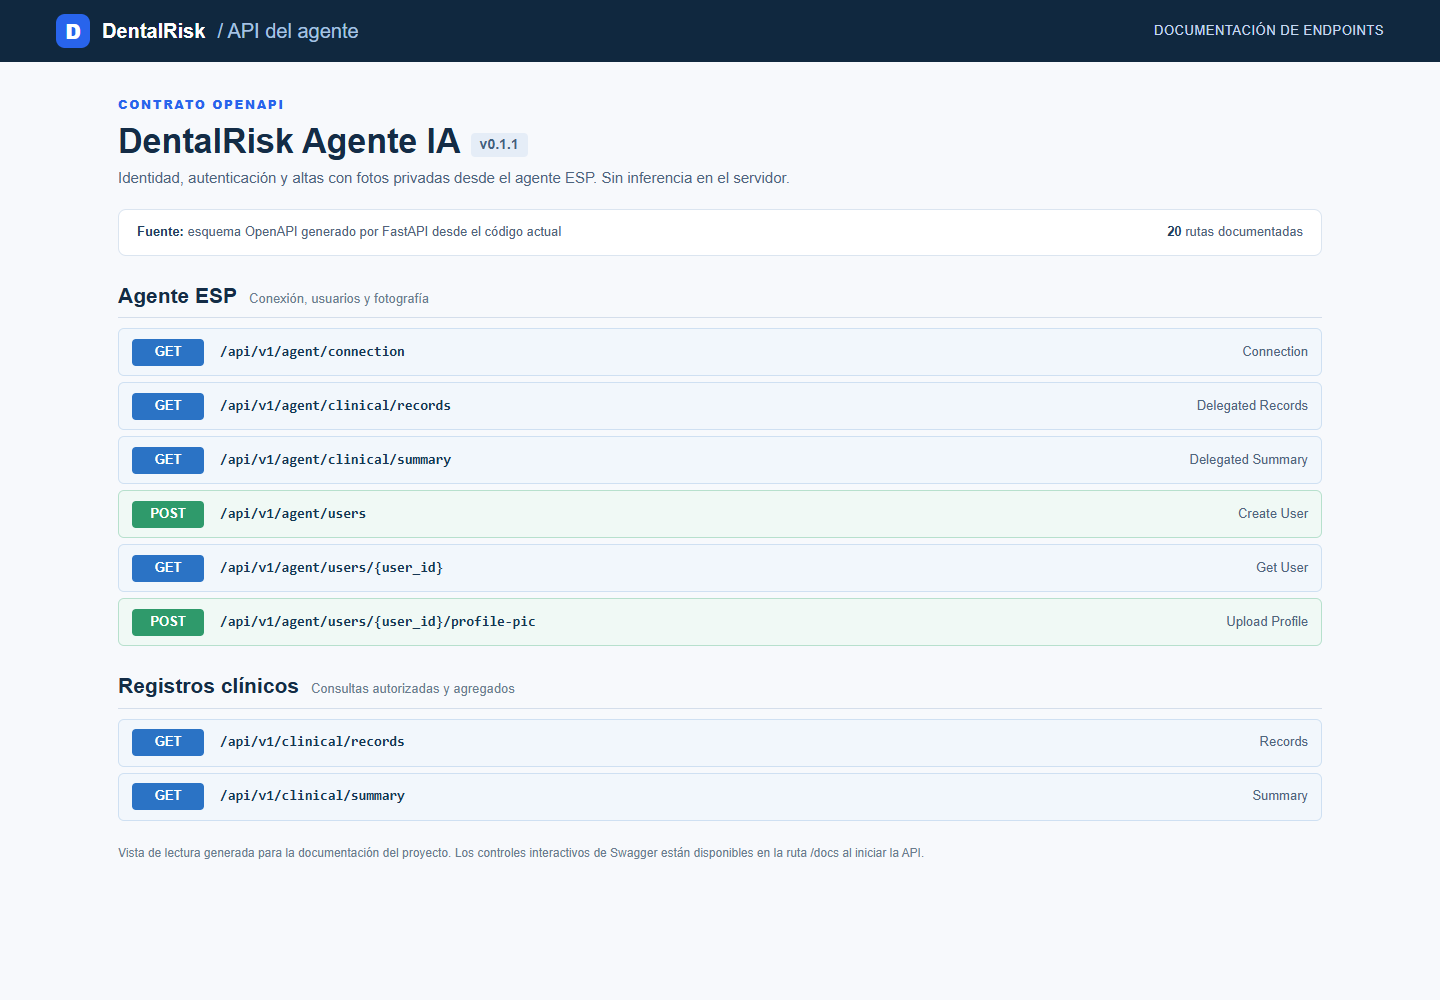 D DentalRisk / API del agente DOCUMENTACIÓN DE ENDPOINTS
CONTRATO OPENAPI
DentalRisk Agente IA v0.1.1
Identidad, autenticación y altas con fotos privadas desde el agente ESP. Sin inferencia en el servidor.
Fuente: esquema OpenAPI generado por FastAPI desde el código actual 20 rutas documentadas
Agente ESP Conexión, usuarios y fotografía
GET /api/v1/agent/connection Connection
GET /api/v1/agent/clinical/records Delegated Records
GET /api/v1/agent/clinical/summary Delegated Summary
POST /api/v1/agent/users Create User
GET /api/v1/agent/users/{user_id} Get User
POST /api/v1/agent/users/{user_id}/profile-pic Upload Profile
Registros clínicos Consultas autorizadas y agregados
GET /api/v1/clinical/records Records
GET /api/v1/clinical/summary Summary
Vista de lectura generada para la documentación del proyecto. Los controles interactivos de Swagger están disponibles en la ruta /docs al iniciar la API.